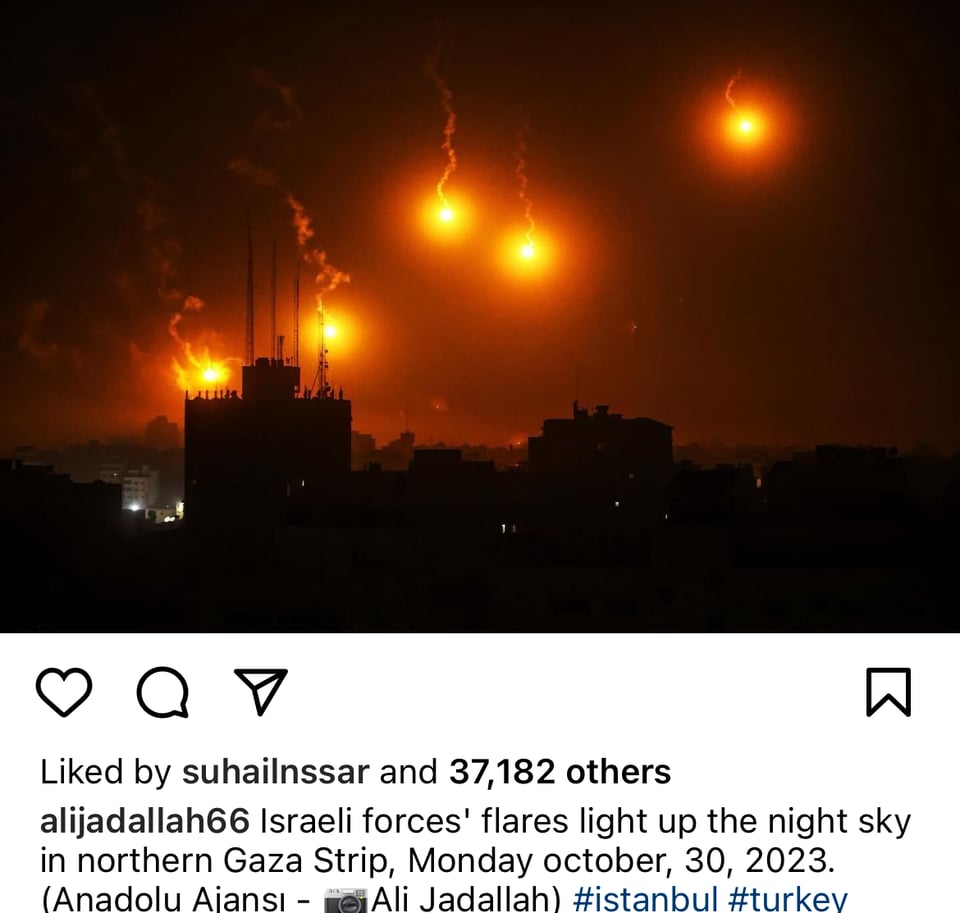 Liked by suhailnssar and 37,182 others
alijadallah66 Israeli forces' flares light up the night sky
in northern Gaza Strip, Monday october, 30, 2023.
(Anadolu Ajansı - 📷Ali Jadallah) #istanbul #turkey